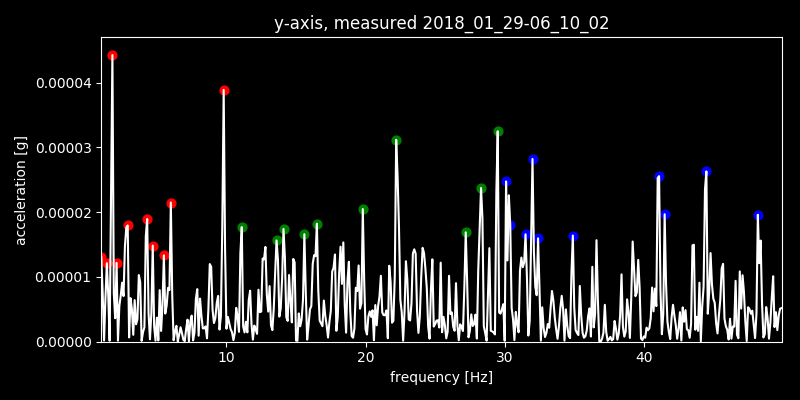 y-axis, measured 2018_01_29-06_10_02
0.00004
0.00003
0.00002
0.00001
0.00000
acceleration [g]
10 20 30 40
frequency [Hz]